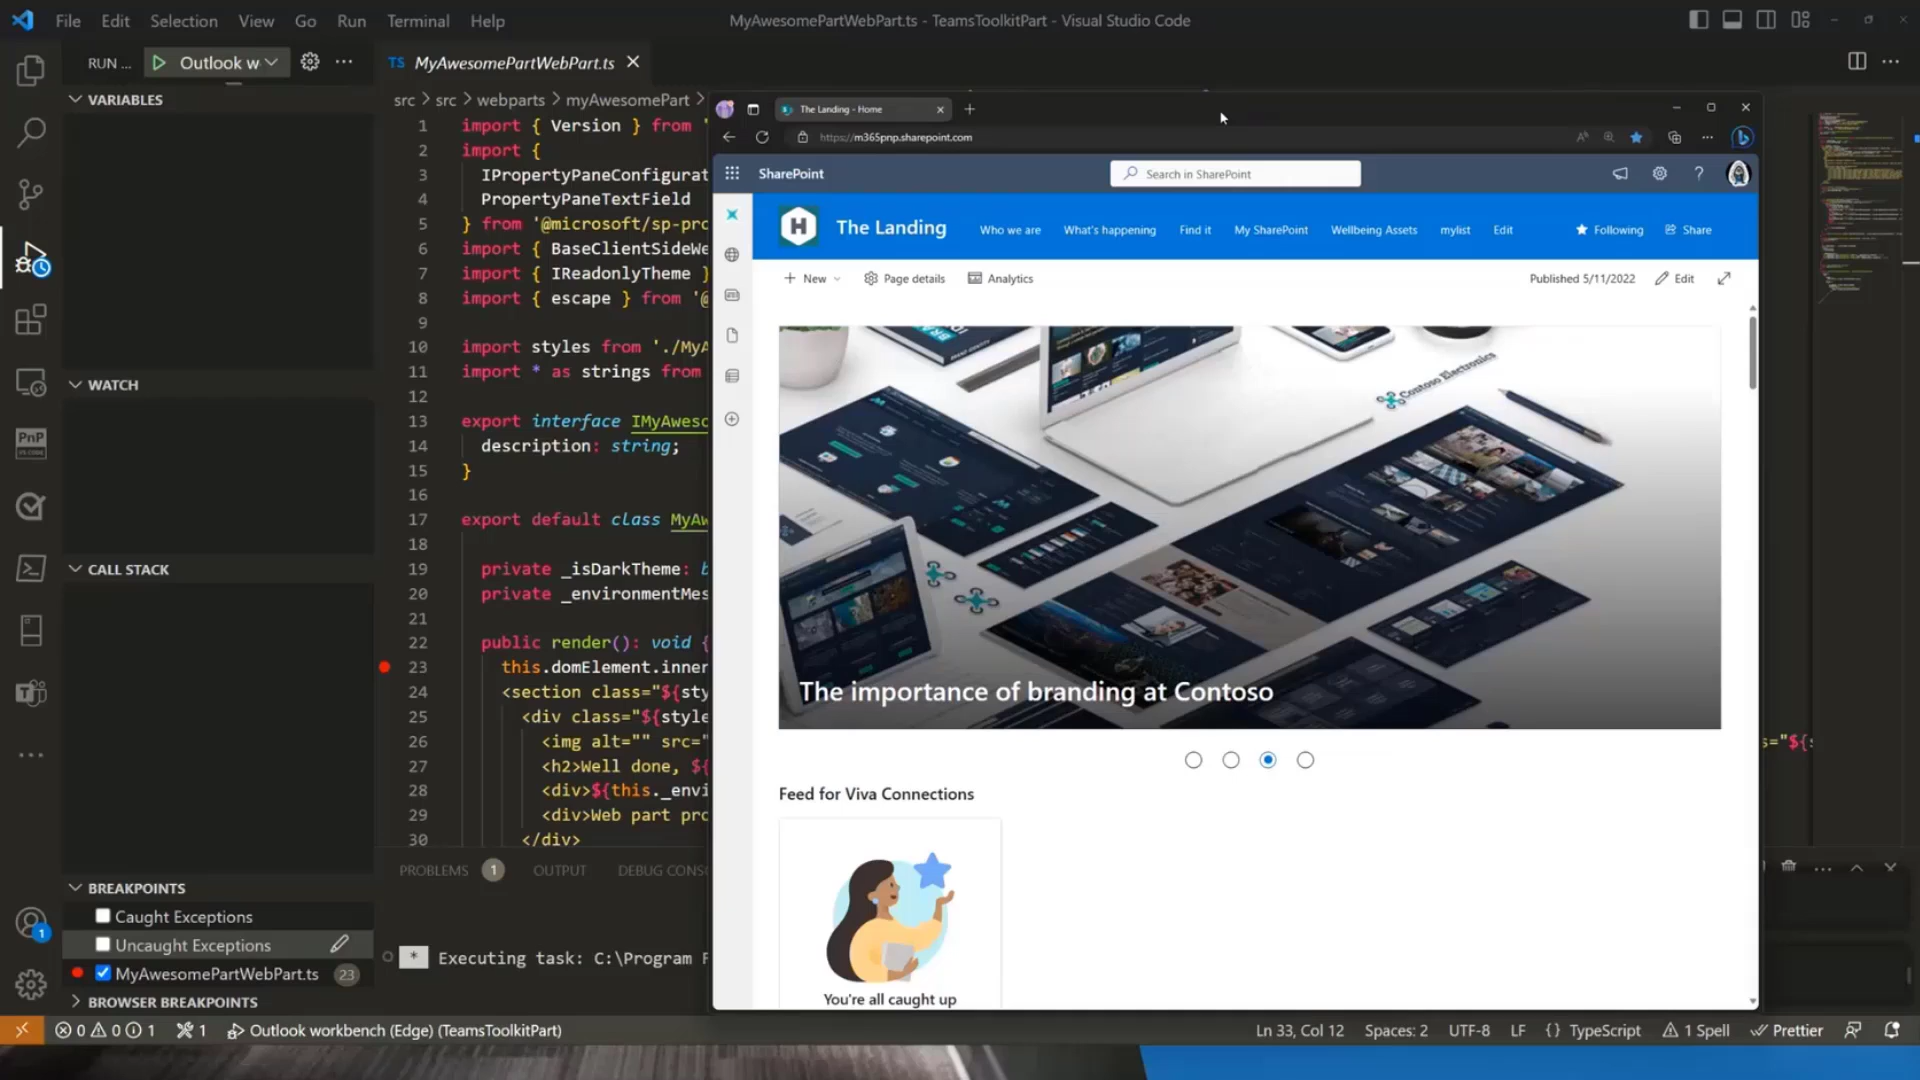 File Edit Selection View Go Run Terminal Help
MyAwesomePartWebPart.ts - TeamsToolkitPart - Visual Studio Code
RUN ...
Outlook w
TS MyAwesomePartWebPart.ts
VARIABLES
src > src > webparts > myAwesomePart >
1 import { Version } from '
2 import {
3 IPropertyPaneConfigurat
4 PropertyPaneTextField
5 } from '@microsoft/sp-pro
6 import { BaseClientSideWe
7 import { IReadonlyTheme }
8 import { escape } from '@
9
10 import styles from './MyA
11 import * as strings from
12
13 export interface IMyAweso
14 description: string;
15 }
16
17 export default class MyAw
18
19 private _isDarkTheme: b
20 private _environmentMes
21
22 public render(): void {
23 this.domElement.inner
24 <section class="${sty
25 <div class="${style
26 <img alt="" src="
27 <h2>Well done, ${
28 <div>${this._envi
29 <div>Web part pro
30 </div>
s="${s
WATCH
CALL STACK
BREAKPOINTS
Caught Exceptions
Uncaught Exceptions
MyAwesomePartWebPart.ts 23
BROWSER BREAKPOINTS
PnP
VS CODE
1
PROBLEMS 1 OUTPUT DEBUG CONS
* Executing task: C:\Program F
The Landing - Home
https://m365pnp.sharepoint.com
SharePoint
Search in SharePoint
H
The Landing
Who we are What's happening Find it My SharePoint Wellbeing Assets mylist Edit
Following Share
New Page details Analytics
Published 5/11/2022 Edit
Contoso Electronics
The importance of branding at Contoso
Feed for Viva Connections
You're all caught up
0 0 1 1 Outlook workbench (Edge) (TeamsToolkitPart)
Ln 33, Col 12 Spaces: 2 UTF-8 LF {} TypeScript 1 Spell Prettier